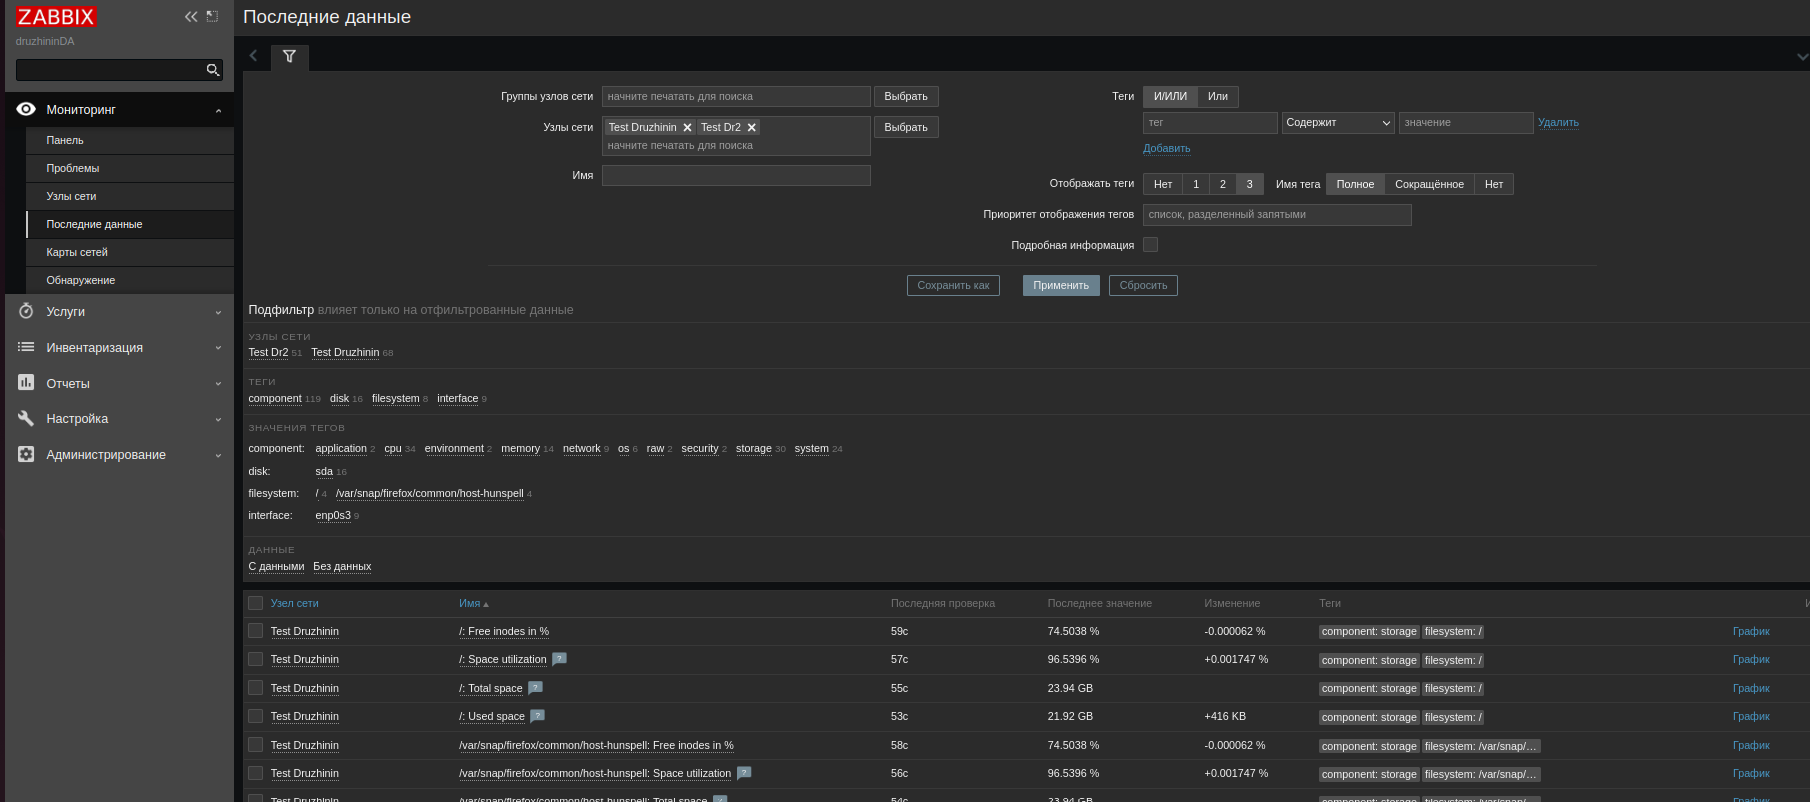 ZABBIX
druzhininDA
Мониторинг
Панель
Проблемы
Узлы сети
Последние данные
Карты сетей
Обнаружение
Услуги
Инвентаризация
Отчеты
Настройка
Администрирование
Последние данные
Группы узлов сети начните печатать для поиска Выбрать
Узлы сети Test Druzhinin Test Dr2 Выбрать
начните печатать для поиска
Имя
Теги И/ИЛИ Или
тег Содержит значение Удалить
Добавить
Отображать теги Нет 1 2 3 Имя тега Полное Сокращённое Нет
Приоритет отображения тегов список, разделенный запятыми
Подробная информация
Сохранить как Применить Сбросить
Подфильтр влияет только на отфильтрованные данные
УЗЛЫ СЕТИ
Test Dr2 51 Test Druzhinin 68
ТЕГИ
component 119 disk 16 filesystem 8 interface 9
ЗНАЧЕНИЯ ТЕГОВ
component: application 2 cpu 34 environment 2 memory 14 network 9 os 6 raw 2 security 2 storage 30 system 24
disk: sda 16
filesystem: / 4 /var/snap/firefox/common/host-hunspell 4
interface: enp0s3 9
ДАННЫЕ
С данными Без данных
Узел сети Имя Последняя проверка Последнее значение Изменение Теги
Test Druzhinin /: Free inodes in % 59с 74.5038 % -0.000062 % component: storage filesystem: / График
Test Druzhinin /: Space utilization 57с 96.5396 % +0.001747 % component: storage filesystem: / График
Test Druzhinin /: Total space 55с 23.94 GB component: storage filesystem: / График
Test Druzhinin /: Used space 53с 21.92 GB +416 KB component: storage filesystem: / График
Test Druzhinin /var/snap/firefox/common/host-hunspell: Free inodes in % 58с 74.5038 % -0.000062 % component: storage filesystem: /var/snap/... График
Test Druzhinin /var/snap/firefox/common/host-hunspell: Space utilization 56с 96.5396 % +0.001747 % component: storage filesystem: /var/snap/... График
Test Druzhinin /var/snap/firefox/common/host-hunspell: Total space 54с 23.94 GB component: storage filesystem: /var/snap/... График